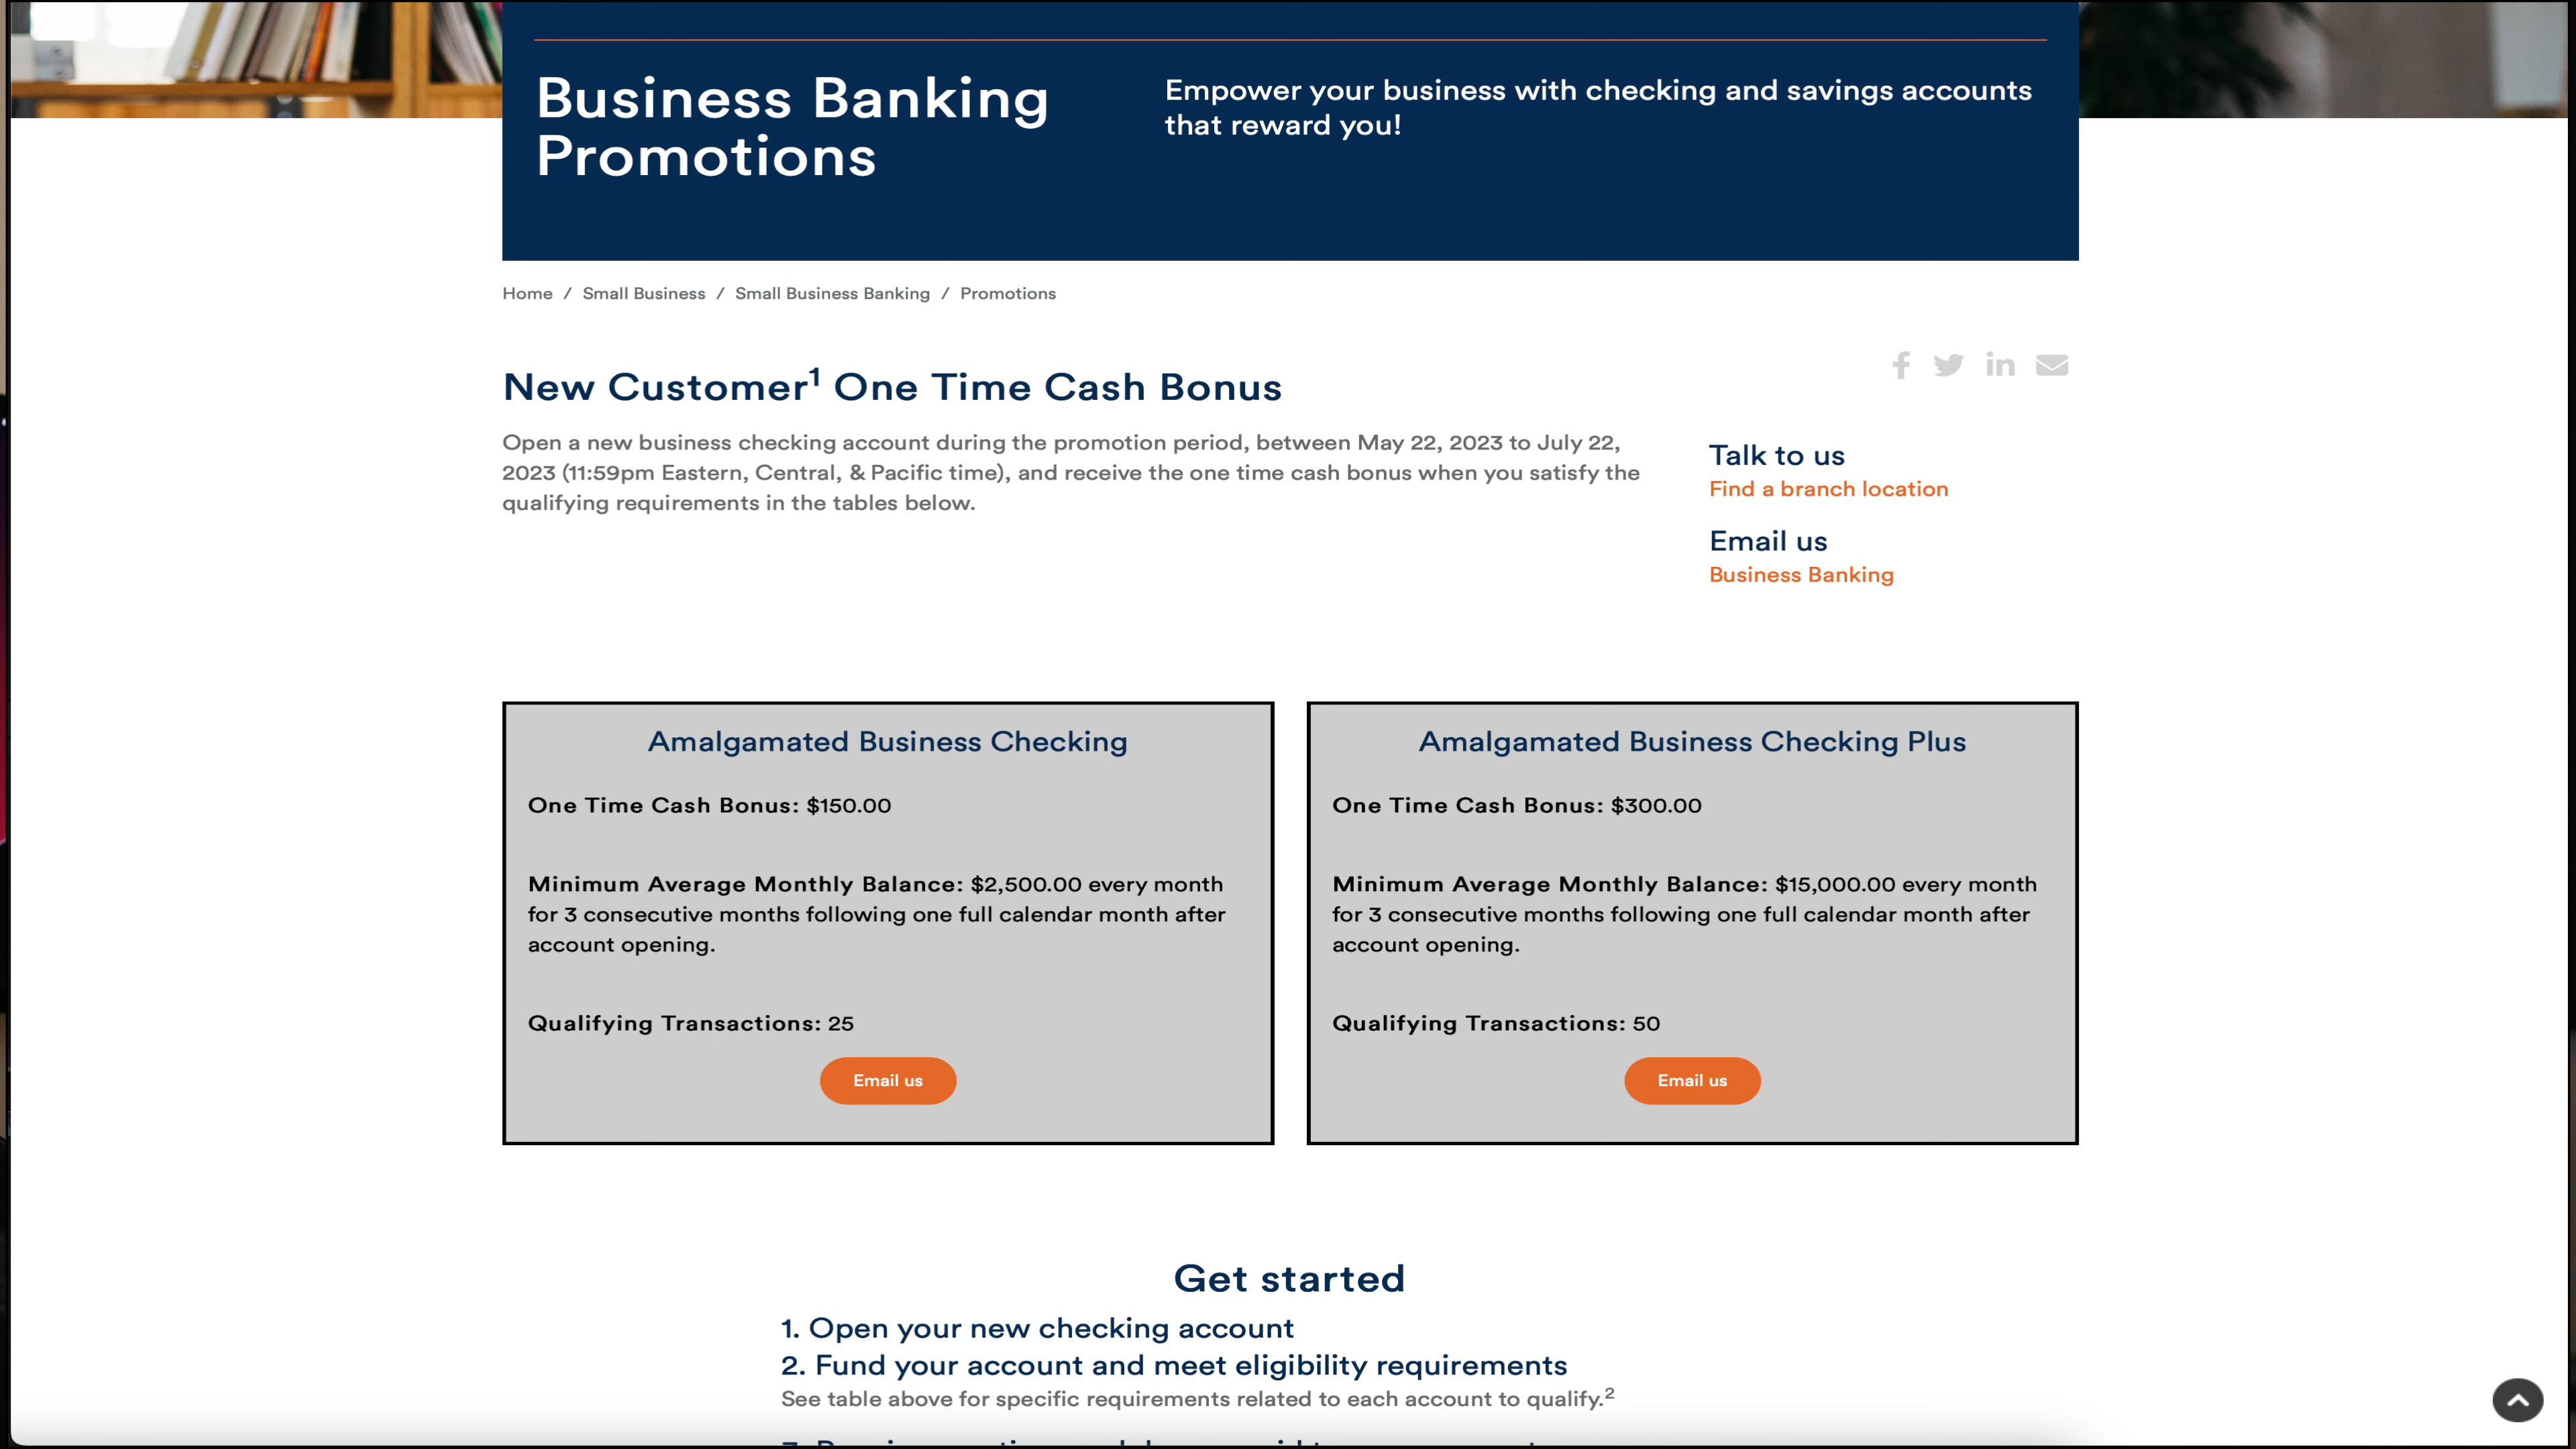 Business Banking
Promotions
Empower your business with checking and savings accounts
that reward you!
Home / Small Business / Small Business Banking / Promotions
New Customer¹ One Time Cash Bonus
Open a new business checking account during the promotion period, between May 22, 2023 to July 22,
2023 (11:59pm Eastern, Central, & Pacific time), and receive the one time cash bonus when you satisfy the
qualifying requirements in the tables below.
Talk to us
Find a branch location
Email us
Business Banking
Amalgamated Business Checking
One Time Cash Bonus: $150.00
Minimum Average Monthly Balance: $2,500.00 every month
for 3 consecutive months following one full calendar month after
account opening.
Qualifying Transactions: 25
Email us
Amalgamated Business Checking Plus
One Time Cash Bonus: $300.00
Minimum Average Monthly Balance: $15,000.00 every month
for 3 consecutive months following one full calendar month after
account opening.
Qualifying Transactions: 50
Email us
Get started
1. Open your new checking account
2. Fund your account and meet eligibility requirements
See table above for specific requirements related to each account to qualify.²